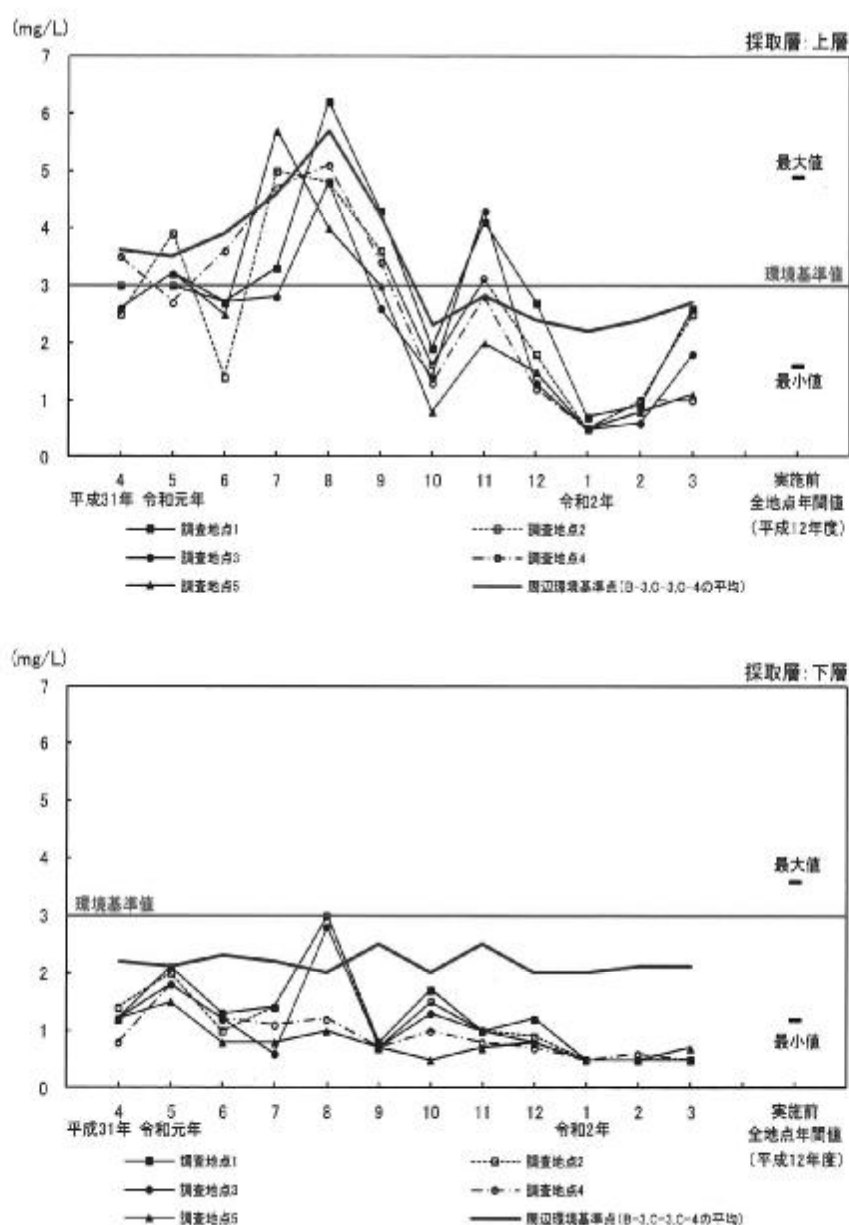 (mg/L)
採取層：上層
7
6
5
4
3
2
1
0
最大値
環境基準値
最小値
4 5 6 7 8 9 10 11 12 1 2 3 実施前
平成31年 令和元年 令和2年 全地点年間値
(平成12年度)
調査地点1 調査地点2
調査地点3 調査地点4
調査地点5 周辺環境基準点(B-3,C-3,C-4の平均)
(mg/L)
採取層：下層
7
6
5
4
3
2
1
0
最大値
環境基準値
最小値
4 5 6 7 8 9 10 11 12 1 2 3 実施前
平成31年 令和元年 令和2年 全地点年間値
(平成12年度)
調査地点1 調査地点2
調査地点3 調査地点4
調査地点5 周辺環境基準点(B-3,C-3,C-4の平均)